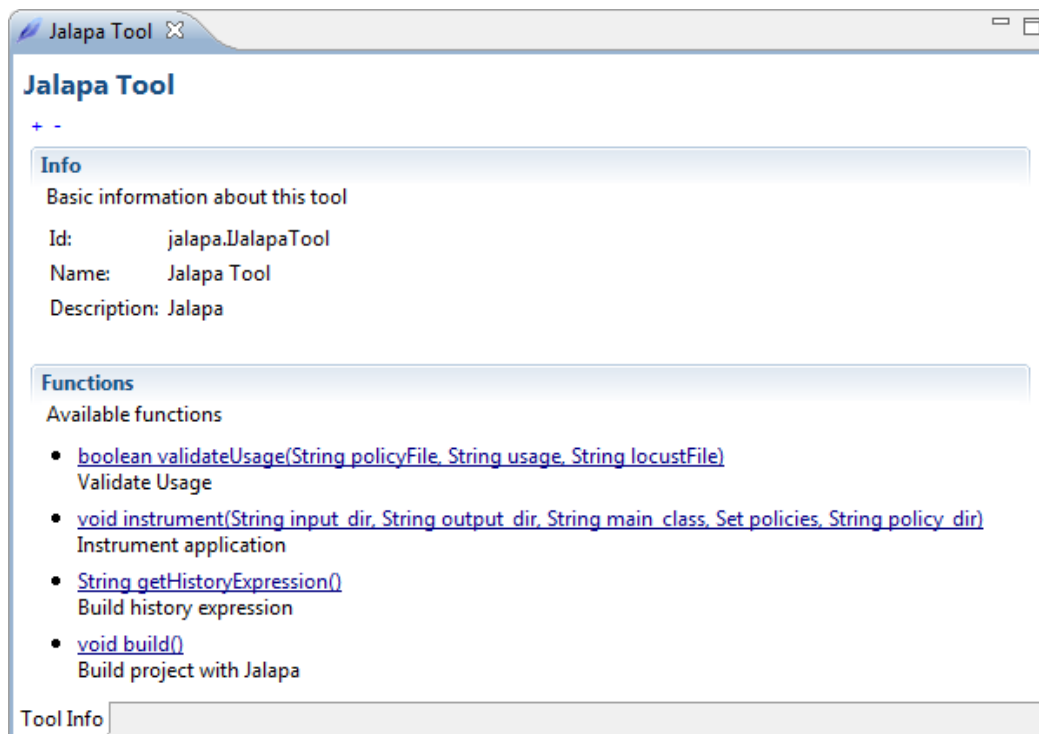 Jalapa Tool
Jalapa Tool
+ -
Info
Basic information about this tool
Id: jalapa.IJalapaTool
Name: Jalapa Tool
Description: Jalapa
Functions
Available functions
• boolean validateUsage(String policyFile, String usage, String locustFile)
Validate Usage
• void instrument(String input_dir, String output_dir, String main_class, Set policies, String policy_dir)
Instrument application
• String getHistoryExpression()
Build history expression
• void build()
Build project with Jalapa
Tool Info